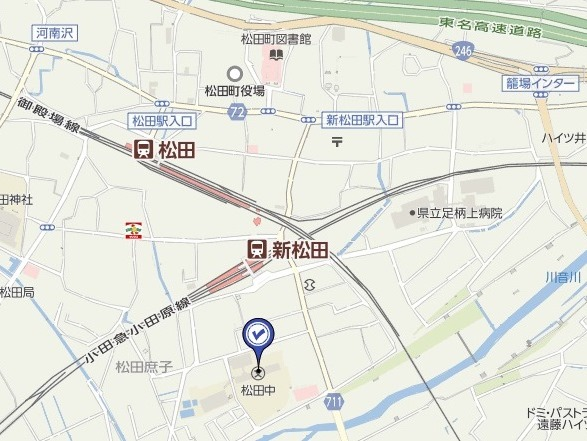 東名高速道路
河南沢
松田町図書館
246
松田町役場
籠場インター
御殿場線
72
松田駅入口
新松田駅入口
ハイツ井
松田
田神社
県立足柄上病院
新松田
松田局
川音川
小田急小田原線
松田庶子
松田中
711
ドミ・パストラ
遠藤ハイ